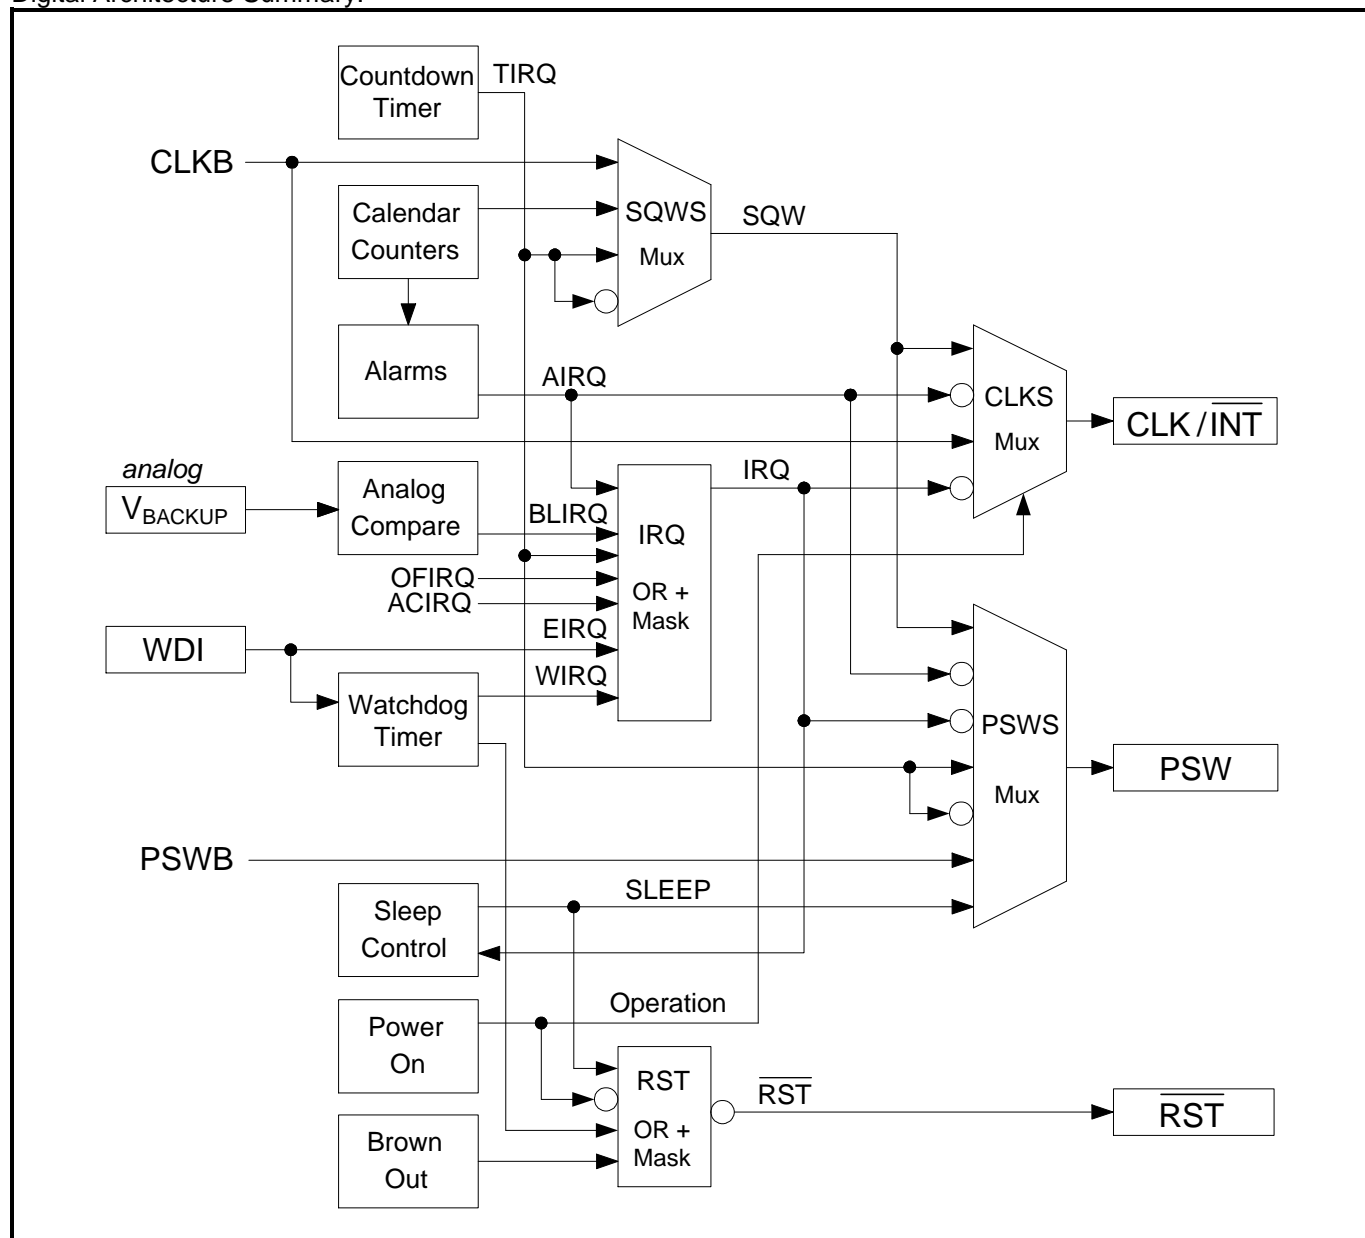 Digital Architecture Summary:
Countdown
Timer
TIRQ
CLKB
Calendar
Counters
SQWS
Mux
SQW
Alarms
AIRQ
CLKS
Mux
CLK / INT
analog
VBACKUP
Analog
Compare
BLIRQ
IRQ
OR +
Mask
IRQ
OFIRQ
ACIRQ
EIRQ
WIRQ
WDI
Watchdog
Timer
PSWS
Mux
PSW
PSWB
Sleep
Control
SLEEP
Power
On
Operation
RST
OR +
Mask
RST
RST
Brown
Out